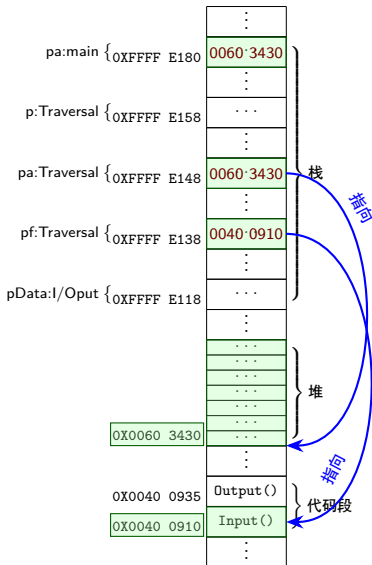 ⋮
pa:main { 0XFFFF E180 0060 3430
⋮
p:Traversal { 0XFFFF E158 ···
⋮
pa:Traversal { 0XFFFF E148 0060 3430 栈
指向
⋮
pf:Traversal { 0XFFFF E138 0040 0910
⋮
pData:I/Oput { 0XFFFF E118 ···
⋮
···
···
···
··· 堆
···
···
0X0060 3430 ···
⋮
指向
0X0040 0935 Output()
代码段
0X0040 0910 Input()
⋮